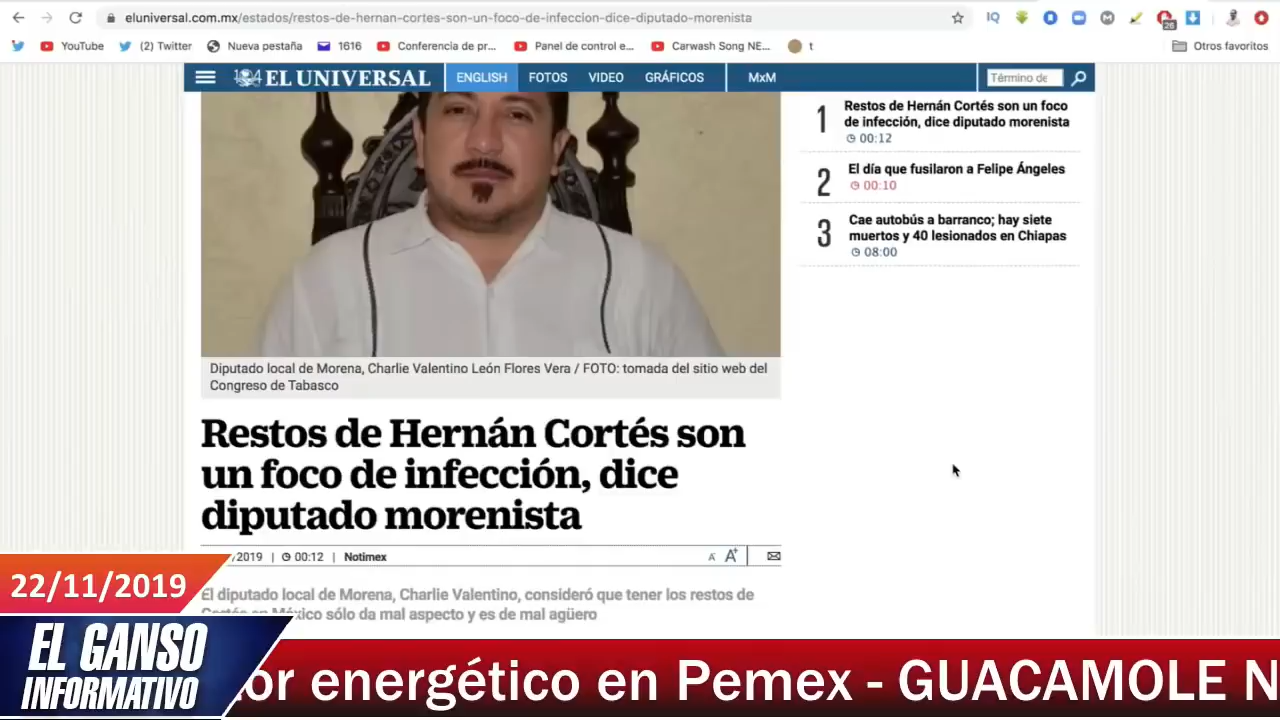 eluniversal.com.mx/estados/restos-de-hernan-cortes-son-un-foco-de-infeccion-dice-diputado-morenista
IQ
M
26
YouTube
(2) Twitter
Nueva pestaña
1616
Conferencia de pr...
Panel de control e...
Carwash Song NE...
t
Otros favoritos
104 EL UNIVERSAL
ENGLISH
FOTOS
VIDEO
GRÁFICOS
MxM
Término de
1
Restos de Hernán Cortés son un foco
de infección, dice diputado morenista
00:12
2
El día que fusilaron a Felipe Ángeles
00:10
3
Cae autobús a barranco; hay siete
muertos y 40 lesionados en Chiapas
08:00
Diputado local de Morena, Charlie Valentino León Flores Vera / FOTO: tomada del sitio web del
Congreso de Tabasco
Restos de Hernán Cortés son
un foco de infección, dice
diputado morenista
/2019 | 00:12 | Notimex
A- A+
El diputado local de Morena, Charlie Valentino, consideró que tener los restos de
Cortés en México sólo da mal aspecto y es de mal agüero
22/11/2019
EL GANSO
INFORMATIVO
or energético en Pemex - GUACAMOLE N